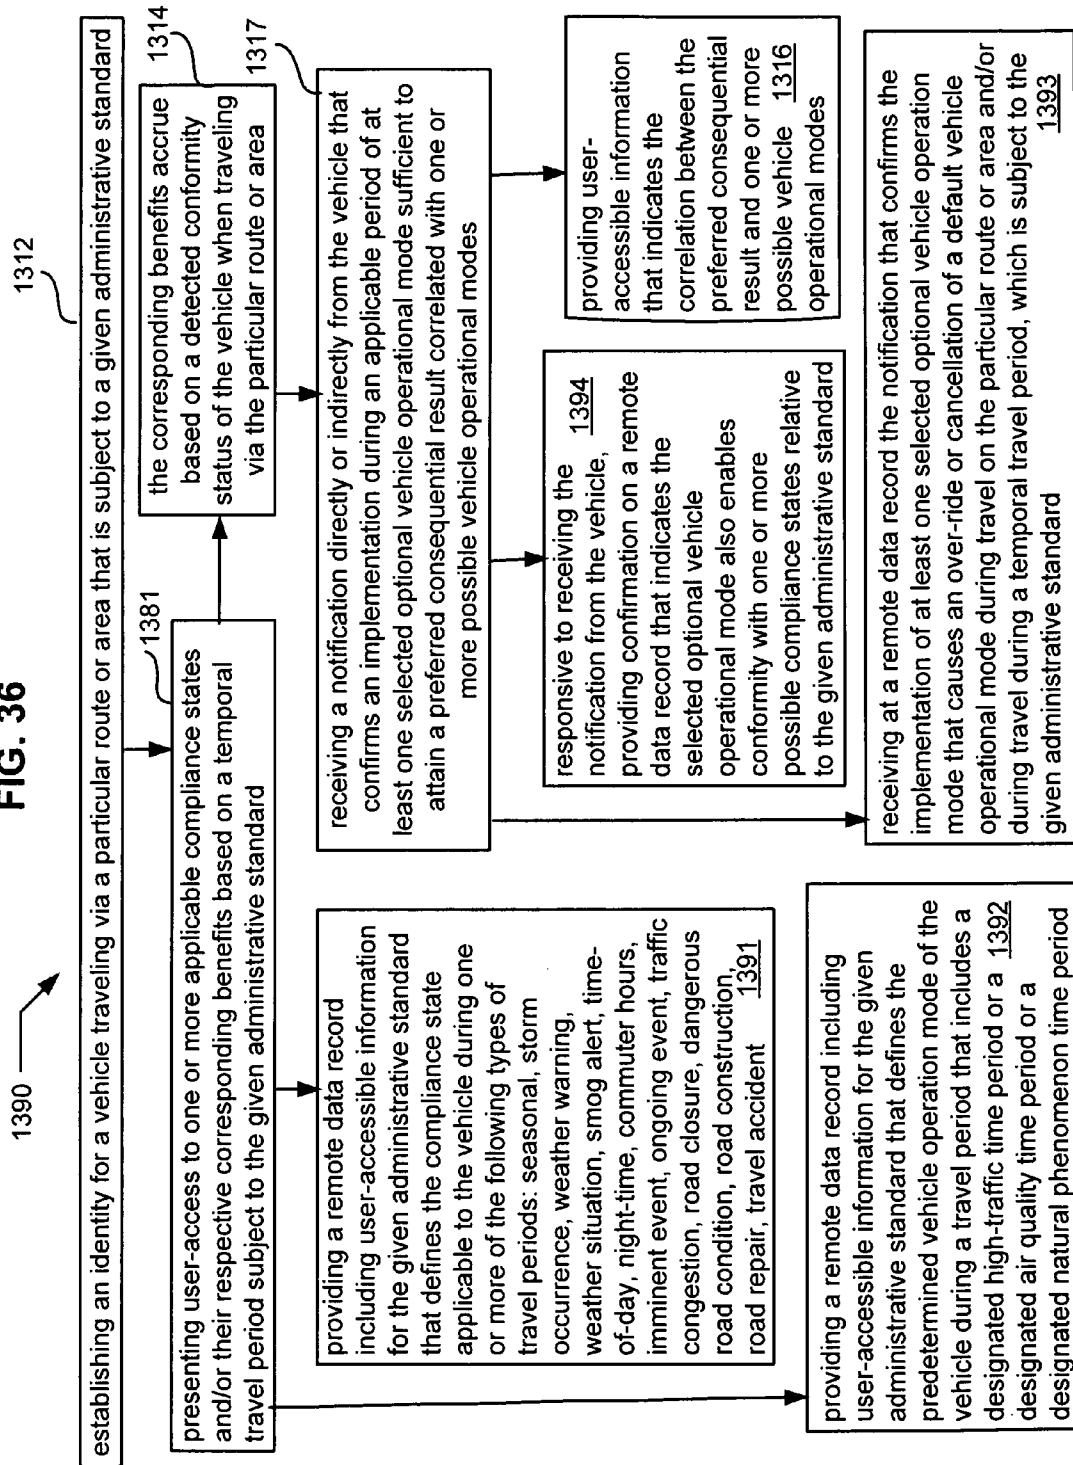 FIG. 36
1390
1312
establishing an identity for a vehicle traveling via a particular route or area that is subject to a given administrative standard
1381
presenting user-access to one or more applicable compliance states
and/or their respective corresponding benefits based on a temporal
travel period subject to the given administrative standard
1314
the corresponding benefits accrue
based on a detected conformity
status of the vehicle when traveling
via the particular route or area
1317
receiving a notification directly or indirectly from the vehicle that
confirms an implementation during an applicable period of at
least one selected optional vehicle operational mode sufficient to
attain a preferred consequential result correlated with one or
more possible vehicle operational modes
providing a remote data record
including user-accessible information
for the given administrative standard
that defines the compliance state
applicable to the vehicle during one
or more of the following types of
travel periods: seasonal, storm
occurrence, weather warning,
weather situation, smog alert, time-
of-day, night-time, commuter hours,
imminent event, ongoing event, traffic
congestion, road closure, dangerous
road condition, road construction,
road repair, travel accident 1391
responsive to receiving the
notification from the vehicle, 1394
providing confirmation on a remote
data record that indicates the
selected optional vehicle
operational mode also enables
conformity with one or more
possible compliance states relative
to the given administrative standard
providing user-
accessible information
that indicates the
correlation between the
preferred consequential
result and one or more
possible vehicle 1316
operational modes
providing a remote data record including
user-accessible information for the given
administrative standard that defines the
predetermined vehicle operation mode of the
vehicle during a travel period that includes a
designated high-traffic time period or a
designated air quality time period or a 1392
designated natural phenomenon time period
receiving at a remote data record the notification that confirms the
implementation of at least one selected optional vehicle operation
mode that causes an over-ride or cancellation of a default vehicle
operational mode during travel on the particular route or area and/or
during travel during a temporal travel period, which is subject to the
given administrative standard 1393